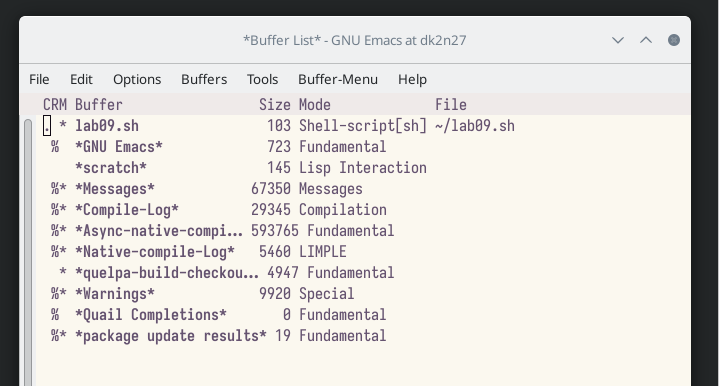 *Buffer List* - GNU Emacs at dk2n27
File Edit Options Buffers Tools Buffer-Menu Help
CRM Buffer Size Mode File
. * lab09.sh 103 Shell-script[sh] ~/lab09.sh
% *GNU Emacs* 723 Fundamental
*scratch* 145 Lisp Interaction
%* *Messages* 67350 Messages
%* *Compile-Log* 29345 Compilation
%* *Async-native-compi... 593765 Fundamental
%* *Native-compile-Log* 5460 LIMPLE
* *quelpa-build-checkou... 4947 Fundamental
%* *Warnings* 9920 Special
% *Quail Completions* 0 Fundamental
%* *package update results* 19 Fundamental